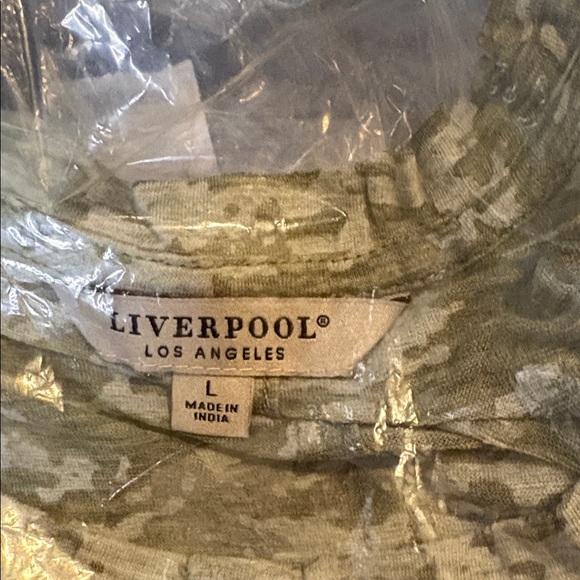 LIVERPOOL®
LOS ANGELES
L
MADE IN
INDIA